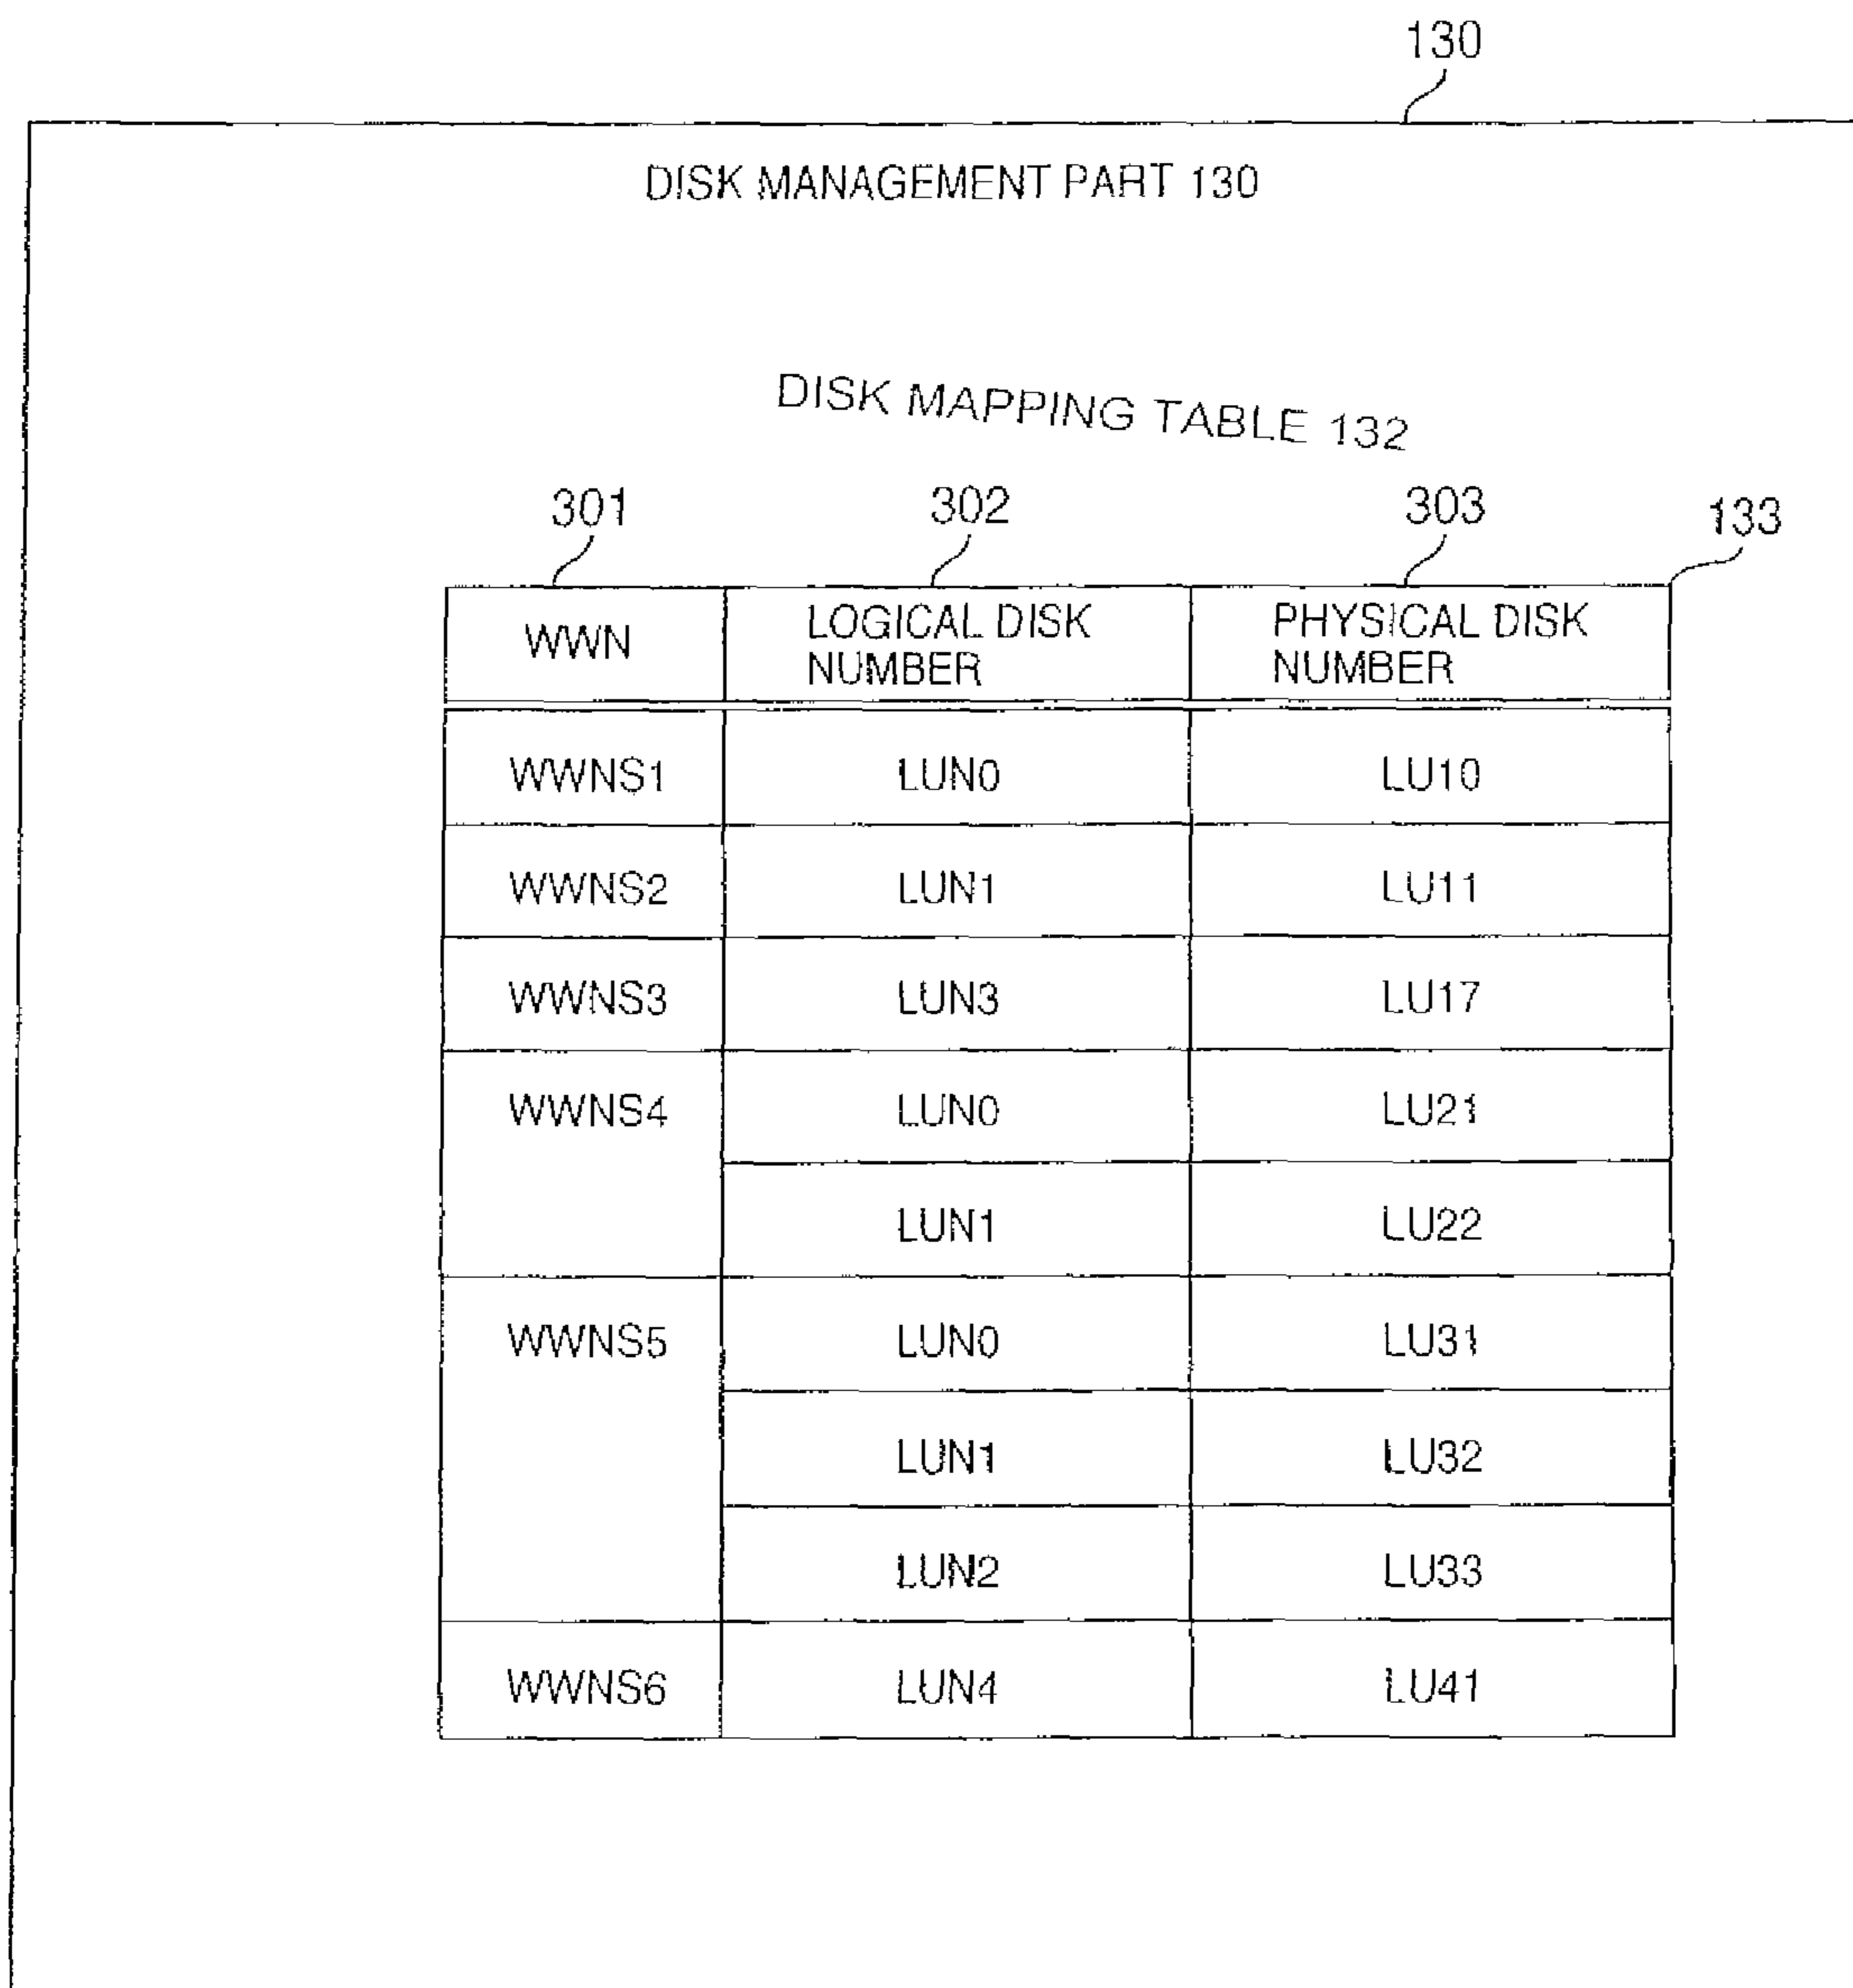 130
DISK MANAGEMENT PART 130
DISK MAPPING TABLE 132
301 302 303 133
WWN LOGICAL DISK NUMBER PHYSICAL DISK NUMBER
WWNS1 LUN0 LU10
WWNS2 LUN1 LU11
WWNS3 LUN3 LU17
WWNS4 LUN0 LU21
LUN1 LU22
WWNS5 LUN0 LU31
LUN1 LU32
LUN2 LU33
WWNS6 LUN4 LU41